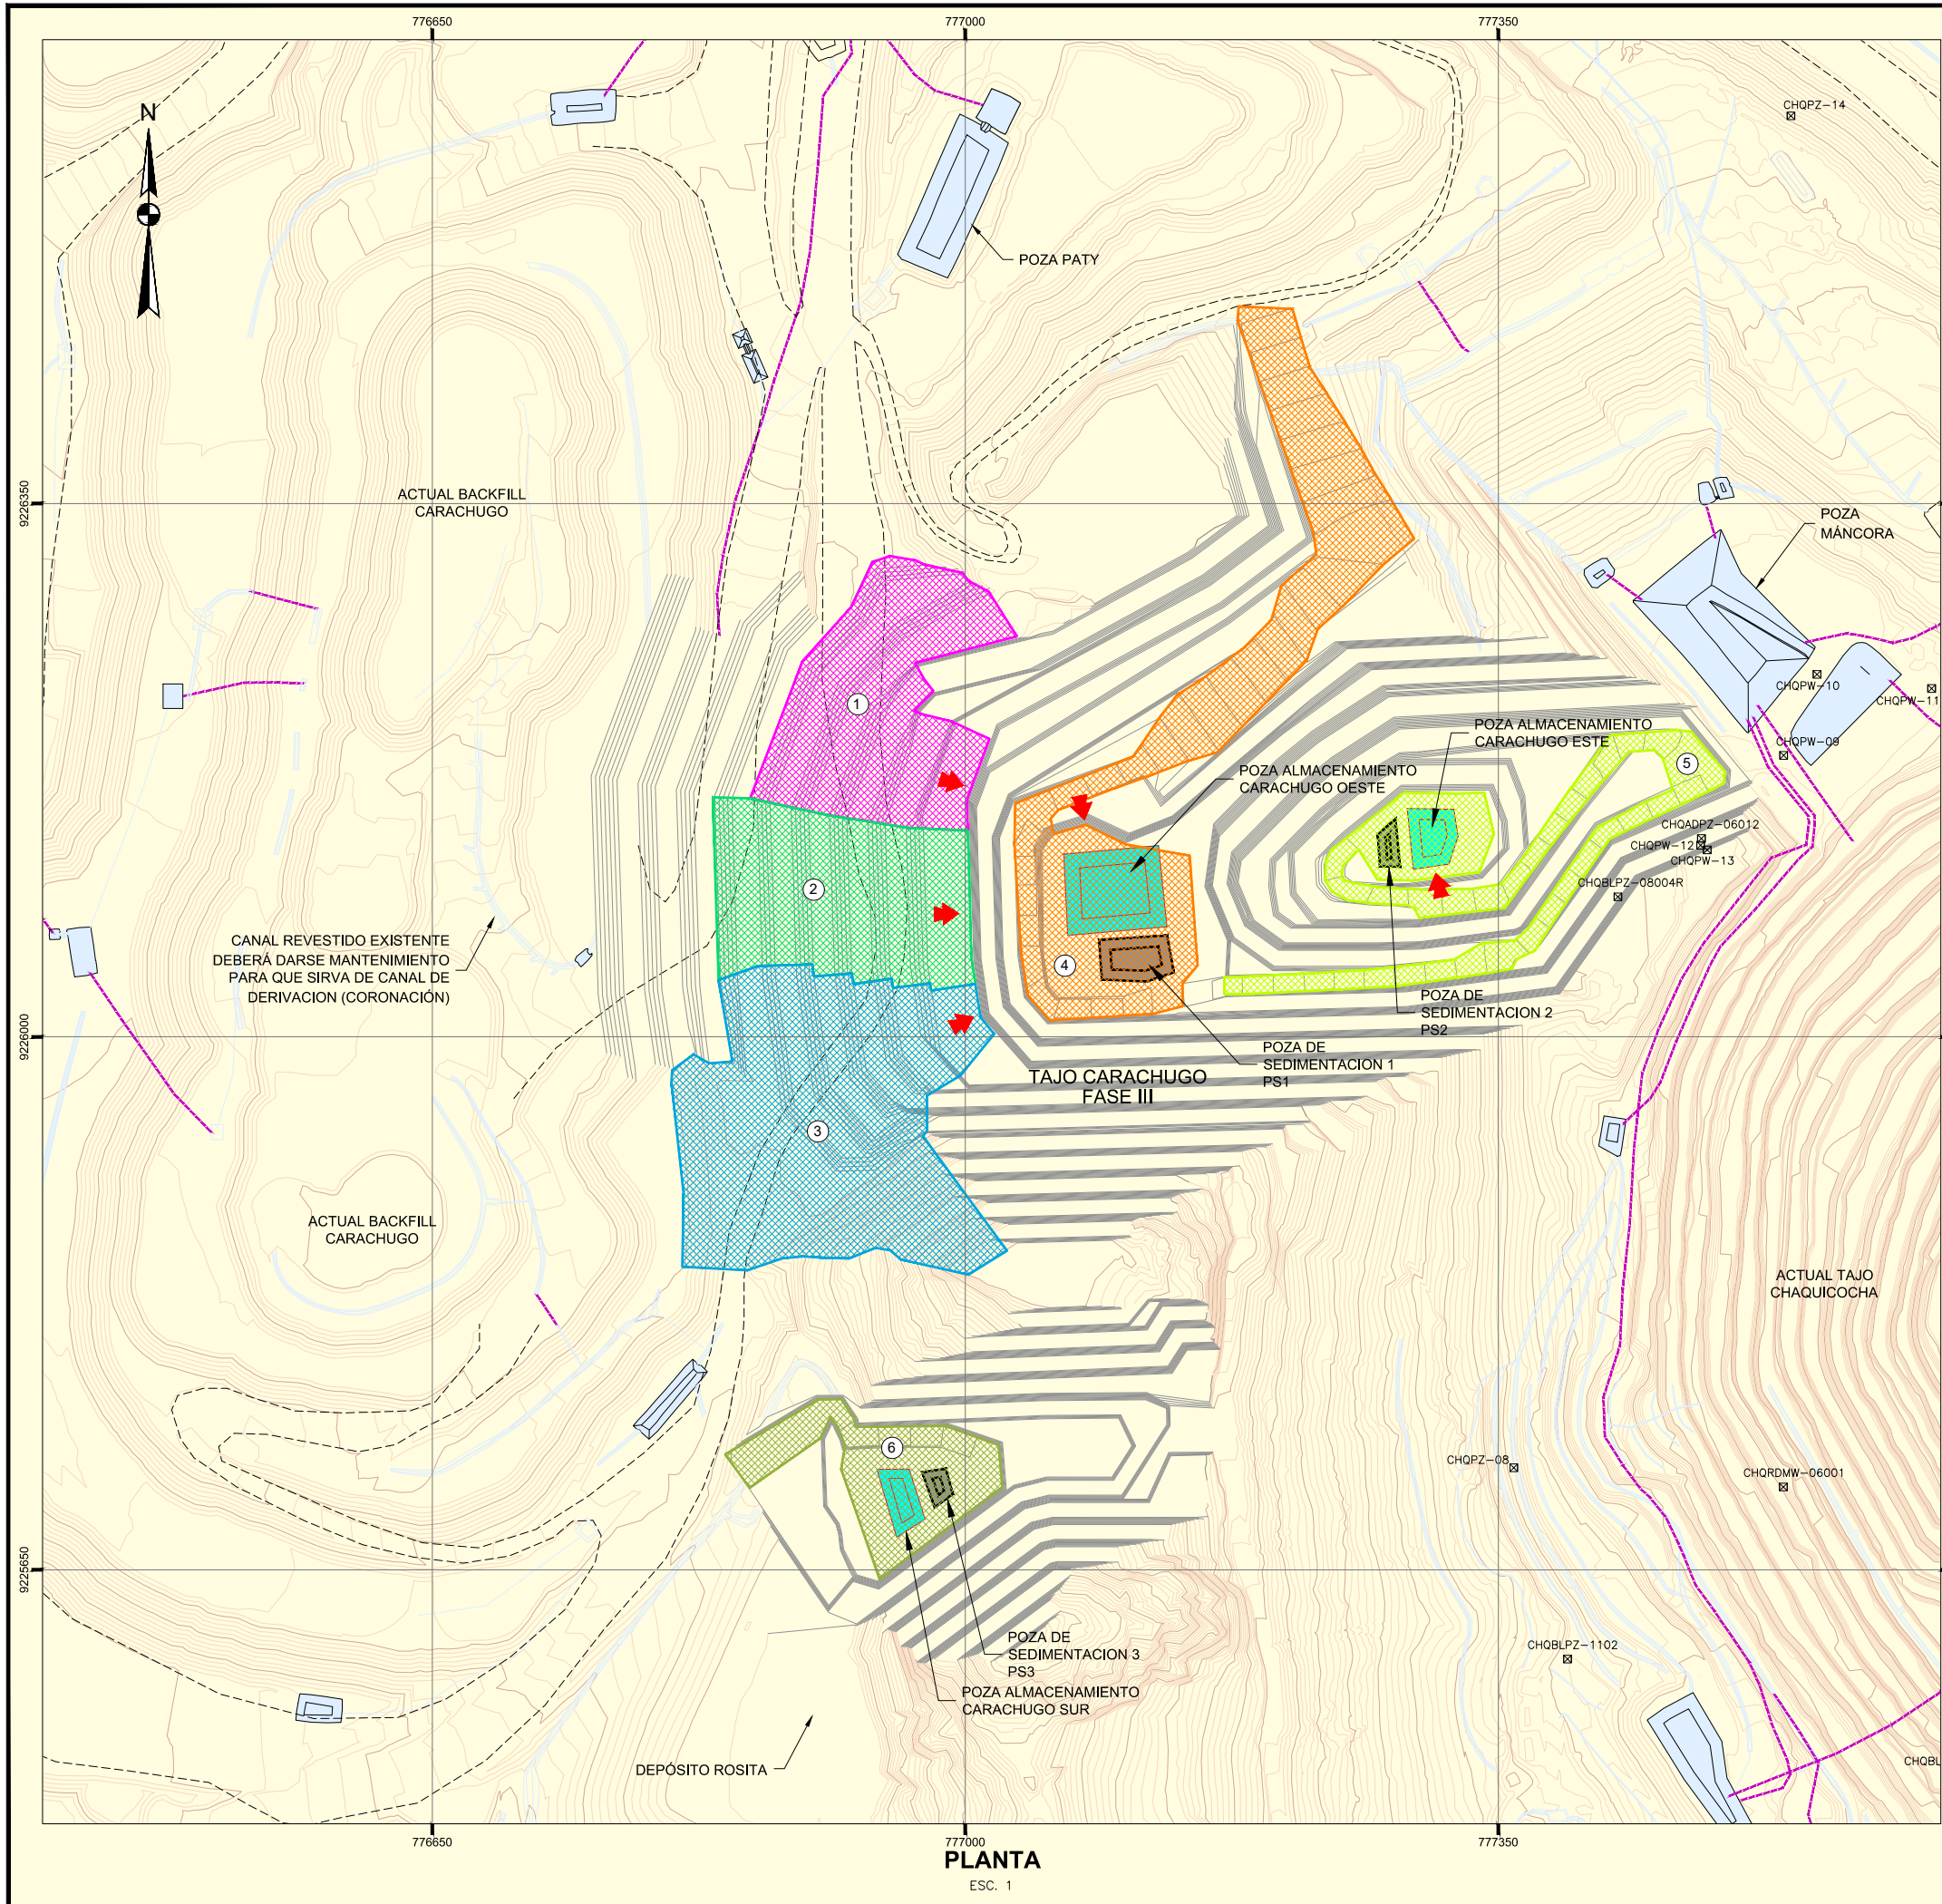 776650
777000
777350
N
CHQPZ-14
POZA PATY
9226350
ACTUAL BACKFILL
CARACHUGO
POZA
MÁNCORA
CHQPW-10
CHQPW-11
1
CHQPW-09
POZA ALMACENAMIENTO
CARACHUGO ESTE
5
POZA ALMACENAMIENTO
CARACHUGO OESTE
CHQADPZ-06012
CHQPW-12
CHQPW-13
CHQBLPZ-08004R
2
CANAL REVESTIDO EXISTENTE
DEBERÁ DARSE MANTENIMIENTO
PARA QUE SIRVA DE CANAL DE
DERIVACION (CORONACIÓN)
4
POZA DE
SEDIMENTACION 2
PS2
9226000
POZA DE
SEDIMENTACION 1
PS1
TAJO CARACHUGO
FASE III
3
ACTUAL BACKFILL
CARACHUGO
ACTUAL TAJO
CHAQUICOCHA
6
CHQPZ-08
CHQRDMW-06001
9225650
POZA DE
SEDIMENTACION 3
PS3
CHQBLPZ-1102
POZA ALMACENAMIENTO
CARACHUGO SUR
DEPÓSITO ROSITA
CHQBL
776650
777000
777350
PLANTA
ESC. 1